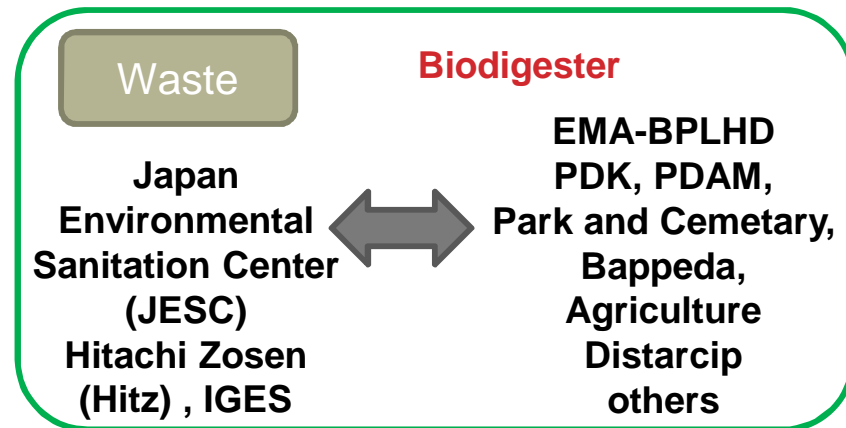 Waste
Biodigester
Japan
Environmental
Sanitation Center
(JESC)
Hitachi Zosen
(Hitz) , IGES
EMA-BPLHD
PDK, PDAM,
Park and Cemetary,
Bappeda,
Agriculture
Distarcip
others